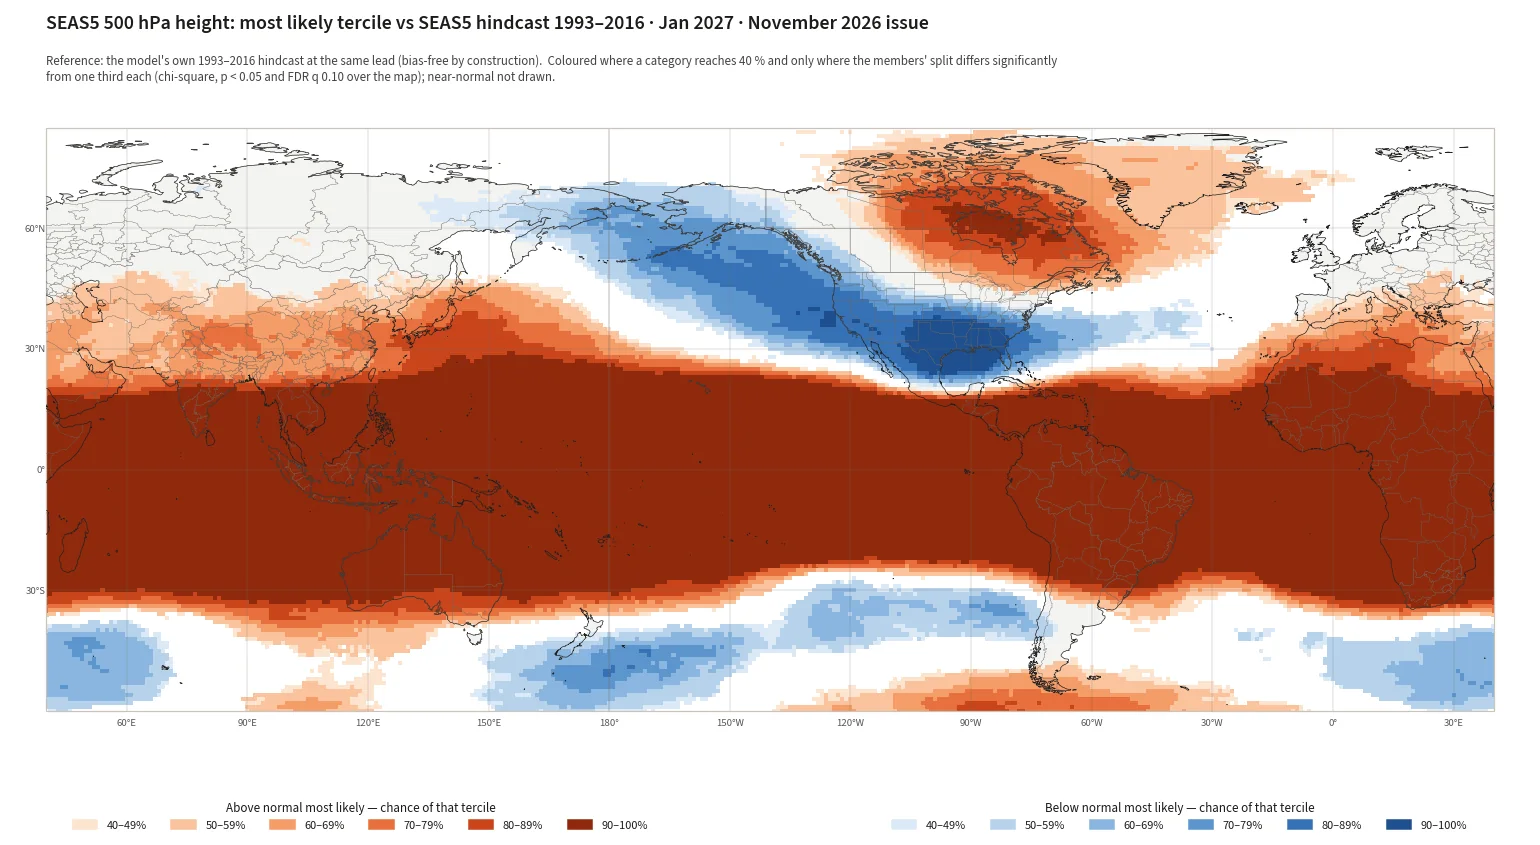 SEAS5 500 hPa height: most likely tercile vs SEAS5 hindcast 1993–2016 · Jan 2027 · November 2026 issue
Reference: the model's own 1993–2016 hindcast at the same lead (bias-free by construction).  Coloured where a category reaches 40 % and only where the members' split differs significantly
from one third each (chi-square, p < 0.05 and FDR q 0.10 over the map); near-normal not drawn.
60°N
30°N
0°
30°S
60°E 90°E 120°E 150°E 180° 150°W 120°W 90°W 60°W 30°W 0° 30°E
Above normal most likely — chance of that tercile
40–49% 50–59% 60–69% 70–79% 80–89% 90–100%
Below normal most likely — chance of that tercile
40–49% 50–59% 60–69% 70–79% 80–89% 90–100%